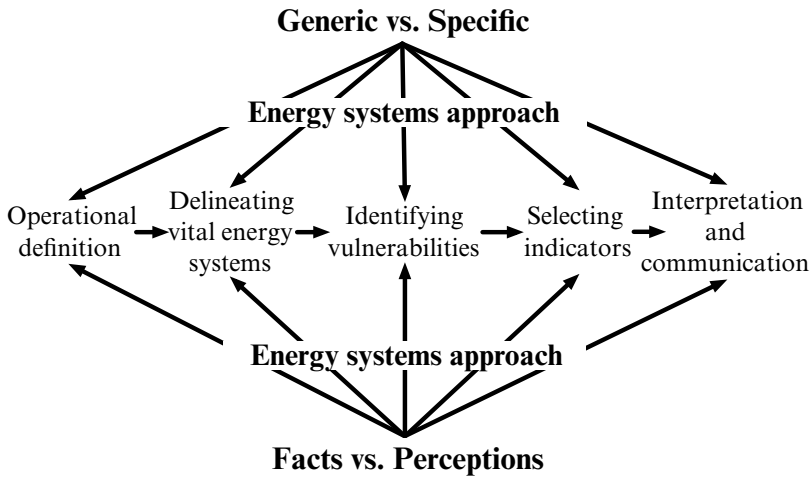 Generic vs. Specific
Energy systems approach
Operational
definition
Delineating
vital energy
systems
Identifying
vulnerabilities
Selecting
indicators
Interpretation
and
communication
Energy systems approach
Facts vs. Perceptions